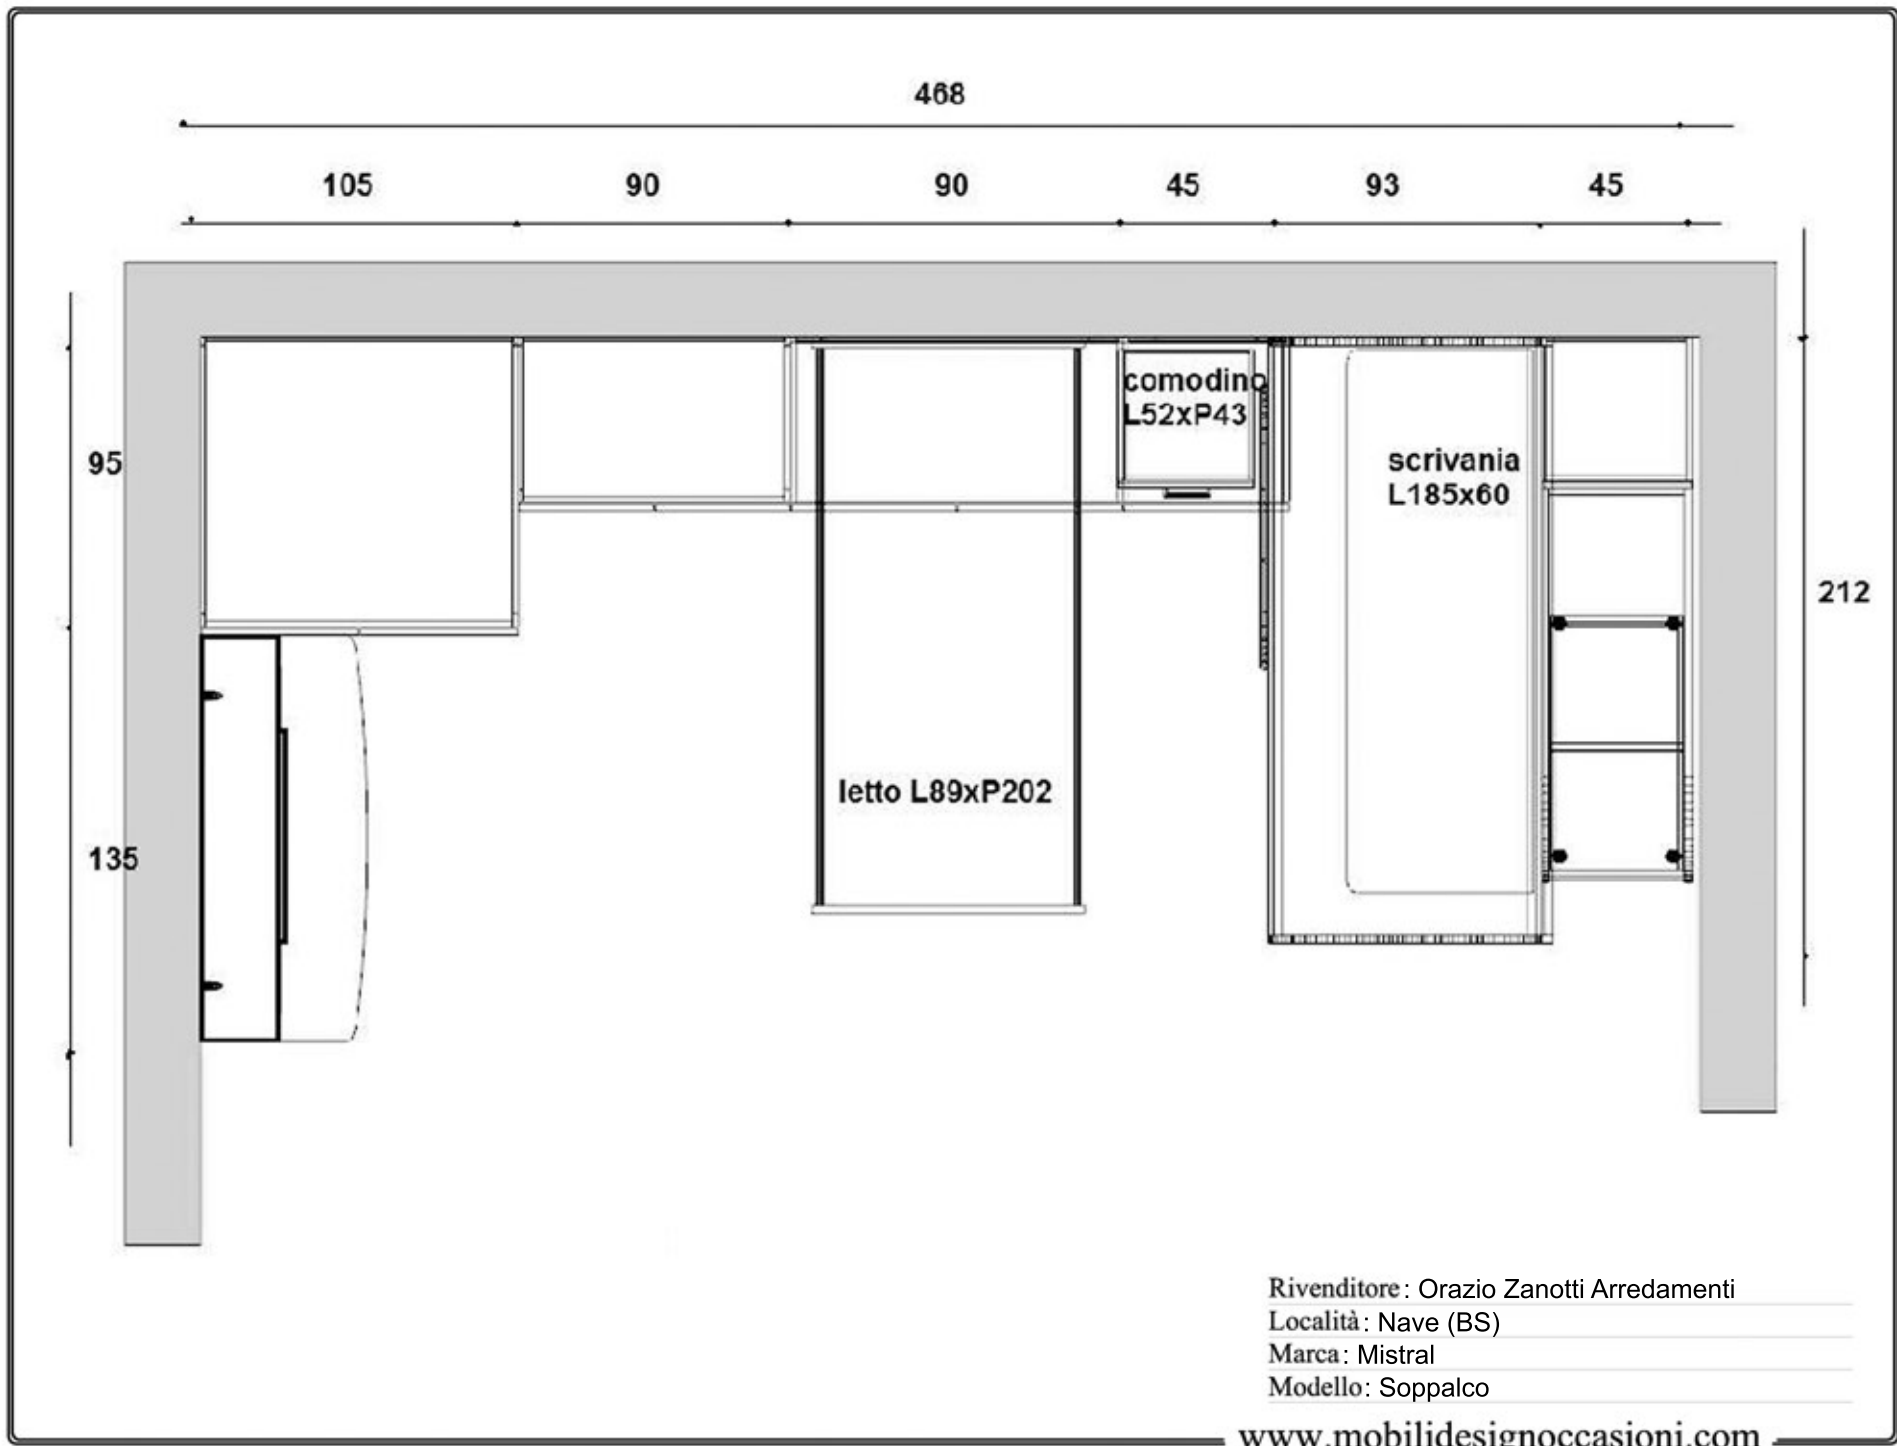 468
105 90 90 45 93 45
comodino
L52xP43
scrivania
L185x60
95
212
letto L89xP202
135
Rivenditore: Orazio Zanotti Arredamenti
Località: Nave (BS)
Marca: Mistral
Modello: Soppalco
www.mobilidesignoccasioni.com